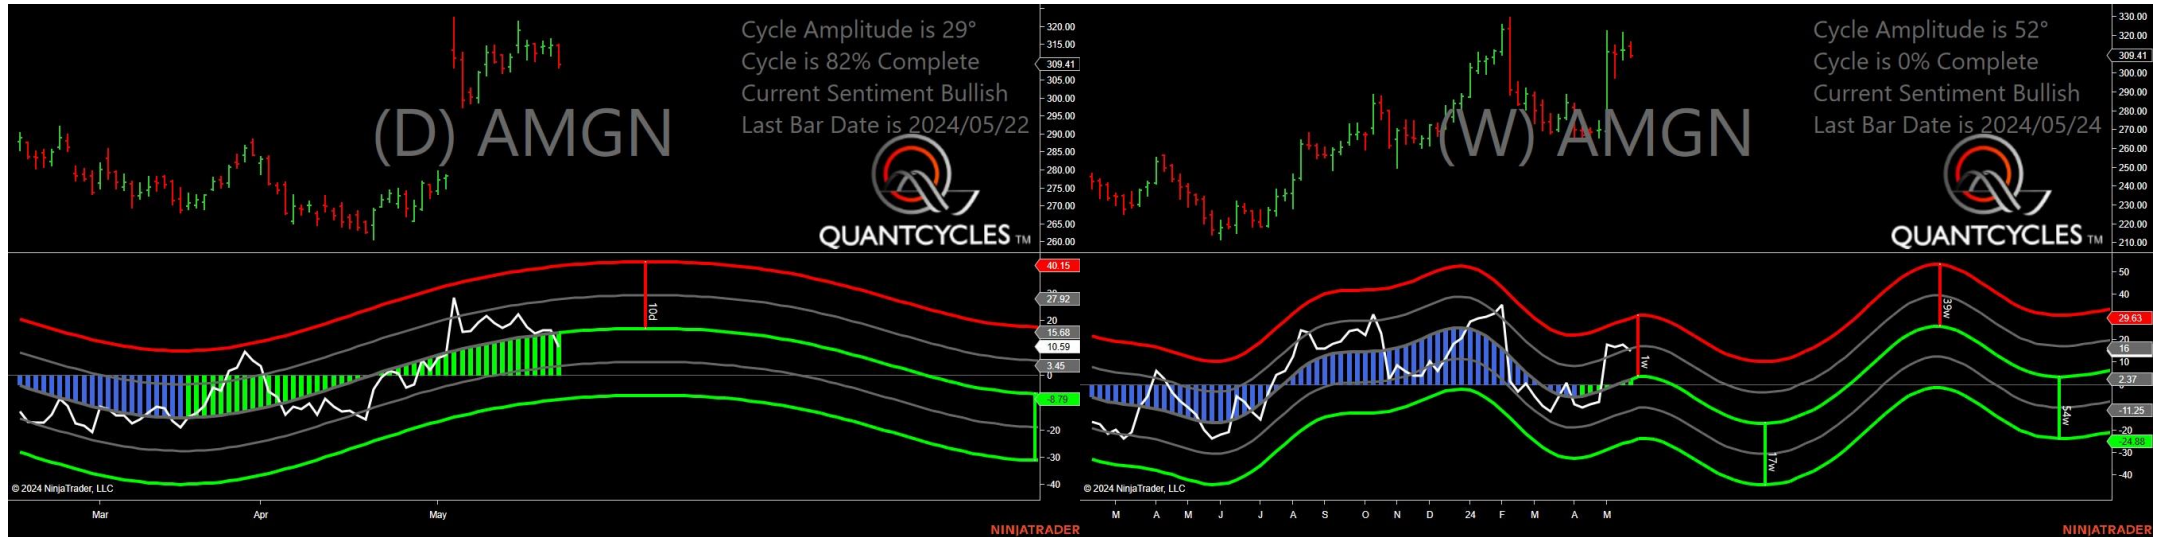 Cycle Amplitude is 29°
Cycle is 82% Complete
Current Sentiment Bullish
Last Bar Date is 2024/05/22
(D) AMGN
QUANTCYCLES TM
320.00
315.00
309.41
305.00
300.00
295.00
290.00
285.00
280.00
275.00
270.00
265.00
260.00
40.15
27.92
20
15.68
10.59
3.45
0
-8.79
-20
-30
-40
10d
© 2024 NinjaTrader, LLC
Mar Apr May
NINJATRADER
Cycle Amplitude is 52°
Cycle is 0% Complete
Current Sentiment Bullish
Last Bar Date is 2024/05/24
(W) AMGN
QUANTCYCLES TM
330.00
320.00
309.41
300.00
290.00
280.00
270.00
260.00
250.00
240.00
230.00
220.00
210.00
50
40
29.63
20
16
10
2.37
-11.25
-20
-24.88
-30
-40
1w
17w
39w
54w
© 2024 NinjaTrader, LLC
M A M J J A S O N D 24 F M A M
NINJATRADER